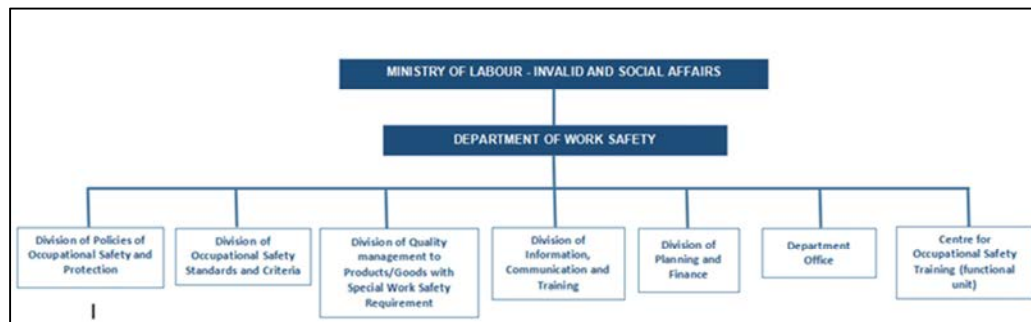 MINISTRY OF LABOUR - INVALID AND SOCIAL AFFAIRS
DEPARTMENT OF WORK SAFETY
Division of Policies of
Occupational Safety and
Protection
Division of
Occupational Safety
Standards and Criteria
Division of Quality
management to
Products/Goods with
Special Work Safety
Requirement
Division of
Information,
Communication and
Training
Division of
Planning and
Finance
Department
Office
Centre for
Occupational Safety
Training (functional
unit)